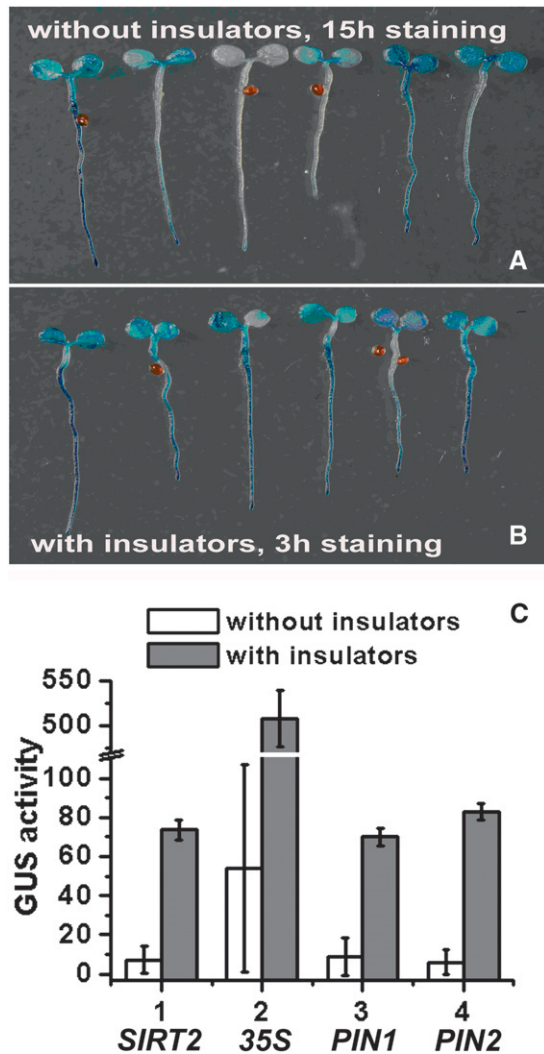 without insulators, 15h staining
A
B
with insulators, 3h staining
C
without insulators
with insulators
550
500
100
80
60
40
20
0
GUS activity
1 2 3 4
SIRT2 35S PIN1 PIN2